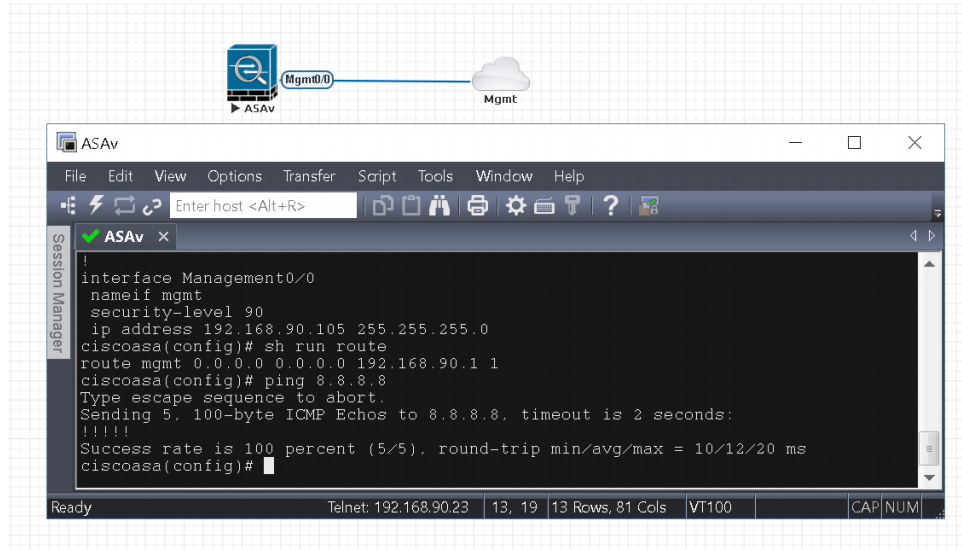 Mgmt0/0
ASAv
Mgmt
ASAv
File Edit View Options Transfer Script Tools Window Help
Enter host <Alt+R>
ASAv
Session Manager
!
interface Management0/0
 nameif mgmt
 security-level 90
 ip address 192.168.90.105 255.255.255.0
ciscoasa(config)# sh run route
route mgmt 0.0.0.0 0.0.0.0 192.168.90.1 1
ciscoasa(config)# ping 8.8.8.8
Type escape sequence to abort.
Sending 5, 100-byte ICMP Echos to 8.8.8.8, timeout is 2 seconds:
!!!!!
Success rate is 100 percent (5/5), round-trip min/avg/max = 10/12/20 ms
ciscoasa(config)#
Ready Telnet: 192.168.90.23 13, 19 13 Rows, 81 Cols VT100 CAP NUM